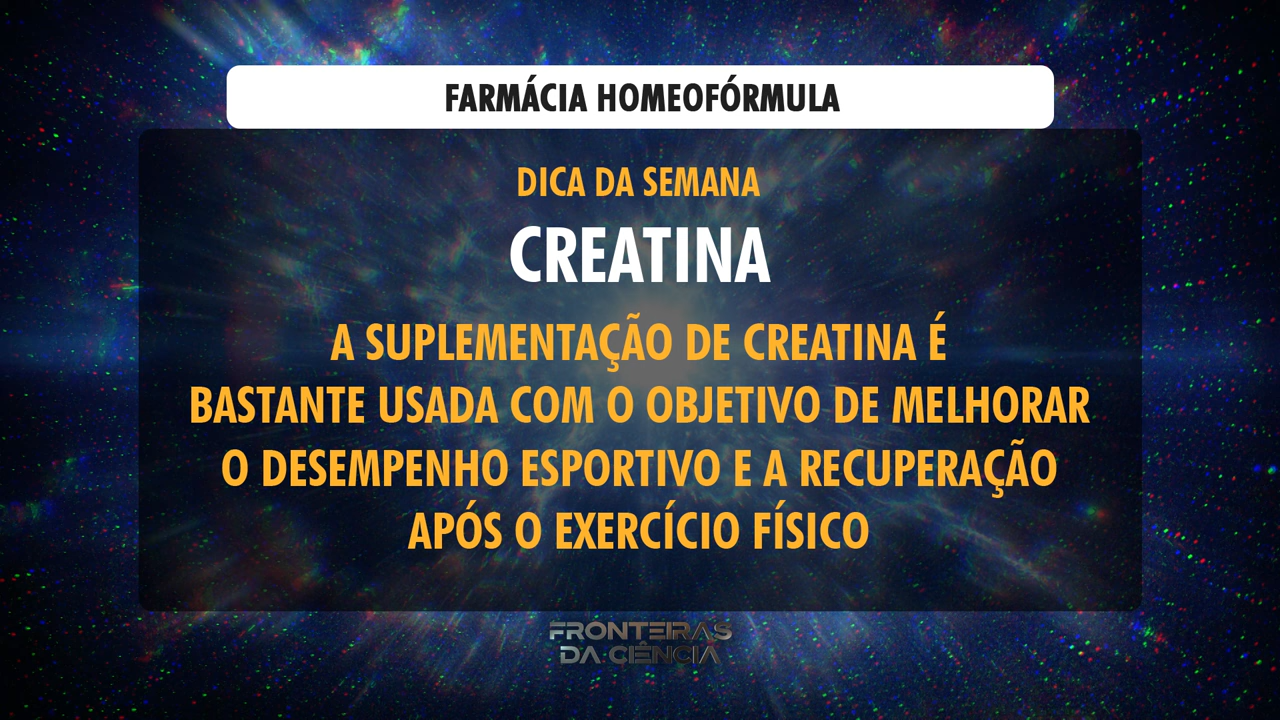 FARMÁCIA HOMEOFÓRMULA
DICA DA SEMANA
CREATINA
A SUPLEMENTAÇÃO DE CREATINA É
BASTANTE USADA COM O OBJETIVO DE MELHORAR
O DESEMPENHO ESPORTIVO E A RECUPERAÇÃO
APÓS O EXERCÍCIO FÍSICO
FRONTEIRAS
DA CIÊNCIA